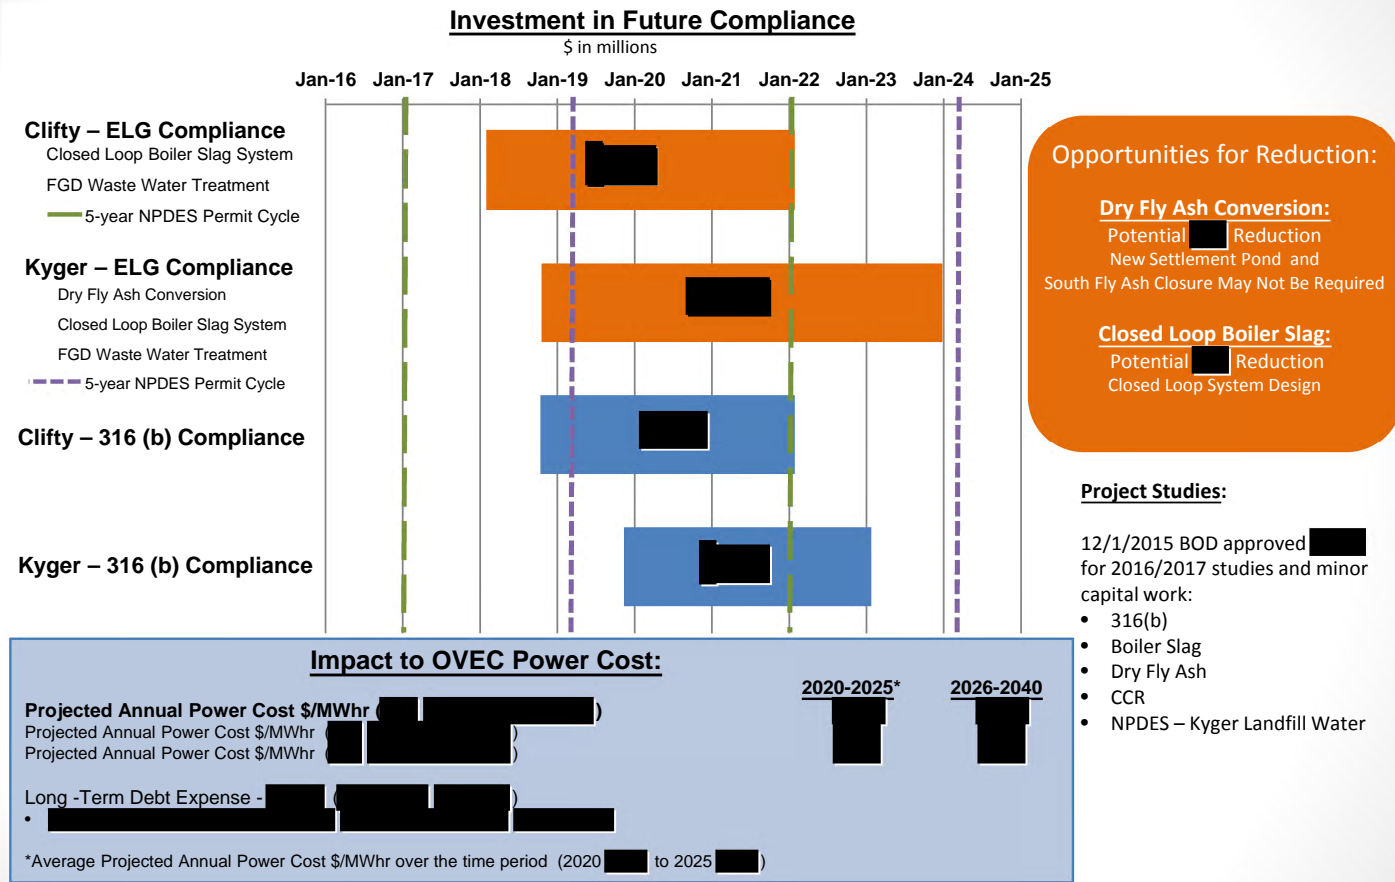 Investment in Future Compliance
$ in millions
Jan-16 Jan-17 Jan-18 Jan-19 Jan-20 Jan-21 Jan-22 Jan-23 Jan-24 Jan-25
Clifty – ELG Compliance
Closed Loop Boiler Slag System
FGD Waste Water Treatment
5-year NPDES Permit Cycle
Kyger – ELG Compliance
Dry Fly Ash Conversion
Closed Loop Boiler Slag System
FGD Waste Water Treatment
5-year NPDES Permit Cycle
Clifty – 316 (b) Compliance
Kyger – 316 (b) Compliance
Opportunities for Reduction:
Dry Fly Ash Conversion:
Potential Reduction
New Settlement Pond and
South Fly Ash Closure May Not Be Required
Closed Loop Boiler Slag:
Potential Reduction
Closed Loop System Design
Project Studies:
12/1/2015 BOD approved
for 2016/2017 studies and minor
capital work:
• 316(b)
• Boiler Slag
• Dry Fly Ash
• CCR
• NPDES – Kyger Landfill Water
Impact to OVEC Power Cost:
2020-2025* 2026-2040
Projected Annual Power Cost $/MWhr ( )
Projected Annual Power Cost $/MWhr ( )
Projected Annual Power Cost $/MWhr ( )
Long -Term Debt Expense - ( )
•
*Average Projected Annual Power Cost $/MWhr over the time period (2020 to 2025 )